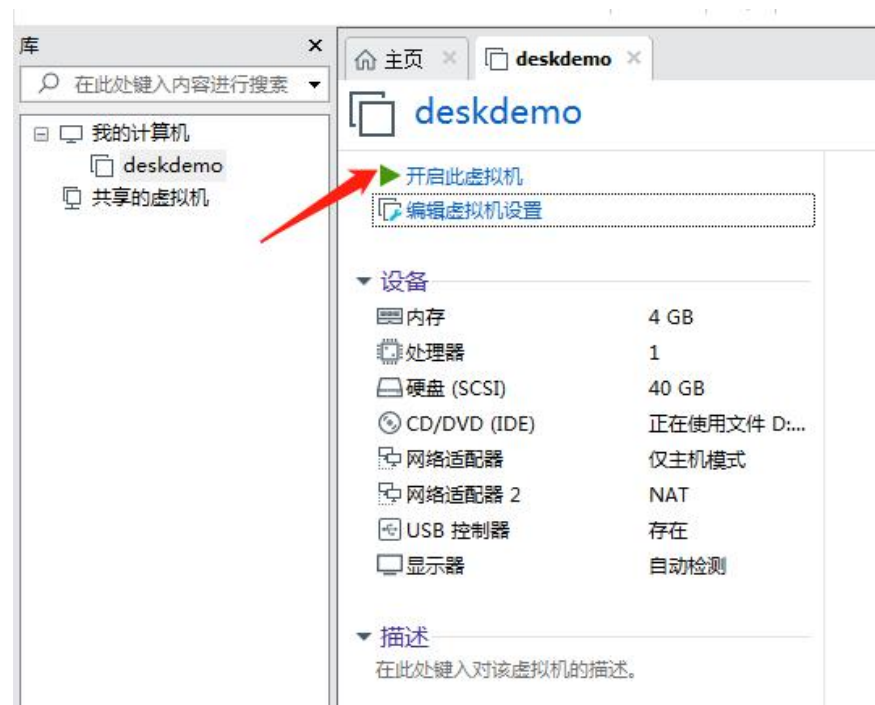 库
在此处键入内容进行搜索
我的计算机
deskdemo
共享的虚拟机
主页 deskdemo
deskdemo
开启此虚拟机
编辑虚拟机设置
设备
内存 4 GB
处理器 1
硬盘 (SCSI) 40 GB
CD/DVD (IDE) 正在使用文件 D:...
网络适配器 仅主机模式
网络适配器 2 NAT
USB 控制器 存在
显示器 自动检测
描述
在此处键入对该虚拟机的描述。